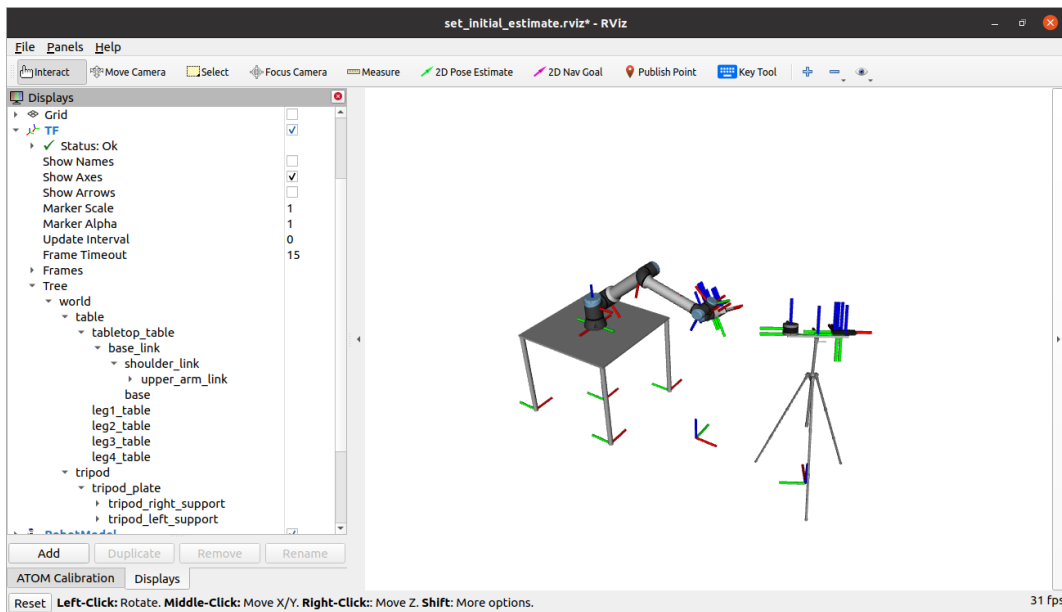 set_initial_estimate.rviz* - RViz
File Panels Help
Interact Move Camera Select Focus Camera Measure 2D Pose Estimate 2D Nav Goal Publish Point Key Tool
Displays
Grid
TF
Status: Ok
Show Names
Show Axes
Show Arrows
Marker Scale 1
Marker Alpha 1
Update Interval 0
Frame Timeout 15
Frames
Tree
world
table
tabletop_table
base_link
shoulder_link
upper_arm_link
base
leg1_table
leg2_table
leg3_table
leg4_table
tripod
tripod_plate
tripod_right_support
tripod_left_support
RobotModel
Add Duplicate Remove Rename
ATOM Calibration Displays
Reset Left-Click: Rotate. Middle-Click: Move X/Y. Right-Click:: Move Z. Shift: More options. 31 fps